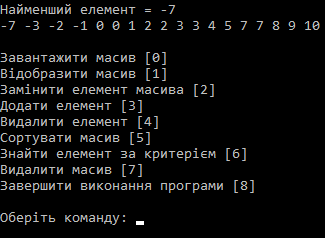 Найменший елемент = -7
-7 -3 -2 -1 0 0 1 2 2 3 3 4 5 5 7 7 8 9 9 10
Завантажити масив [0]
Відобразити масив [1]
Замінити елемент масива [2]
Додати елемент [3]
Видалити елемент [4]
Сортувати масив [5]
Знайти елемент за критерієм [6]
Видалити масив [7]
Завершити виконання програми [8]
Оберіть команду: